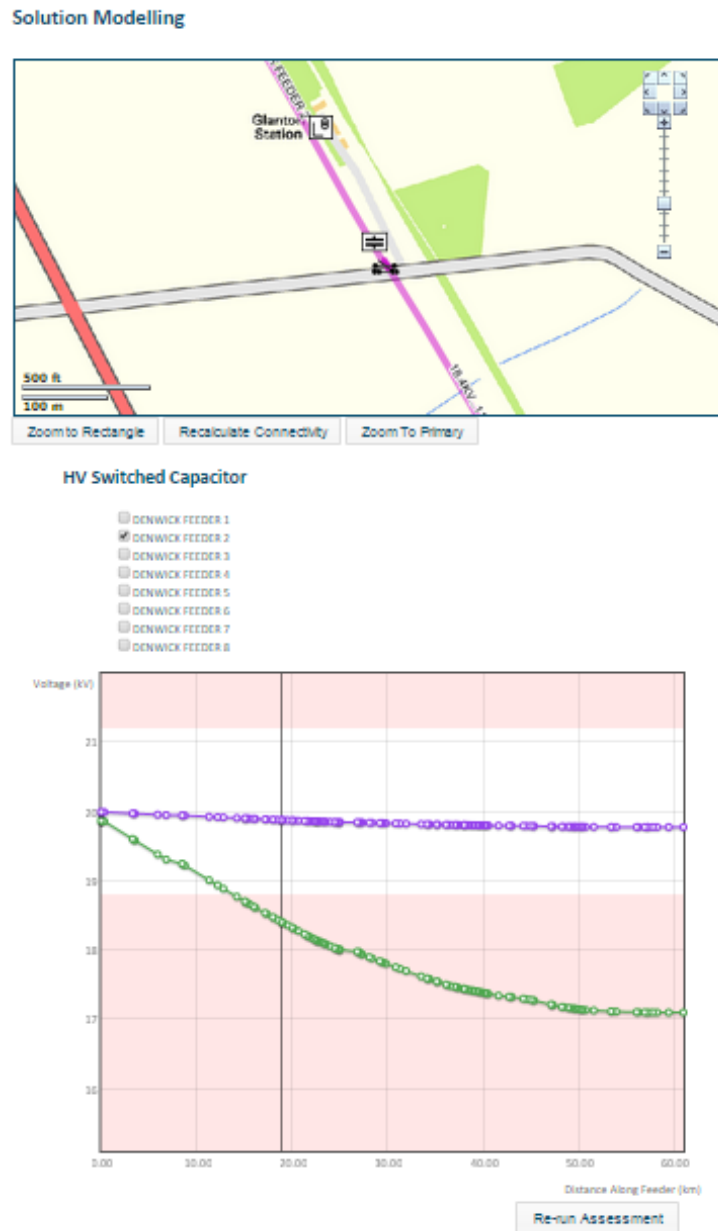 Solution Modelling
FEEDER
Glanton
Station
18.4KV
500 ft
100 m
Zoom to Rectangle
Recalculate Connectivity
Zoom To Primary
HV Switched Capacitor
DENWICK FEEDER 1
DENWICK FEEDER 2
DENWICK FEEDER 3
DENWICK FEEDER 4
DENWICK FEEDER 5
DENWICK FEEDER 6
DENWICK FEEDER 7
DENWICK FEEDER 8
Voltage (kV)
21
20
19
18
17
16
0.00 10.00 20.00 30.00 40.00 50.00 60.00
Distance Along Feeder (km)
Re-run Assessment